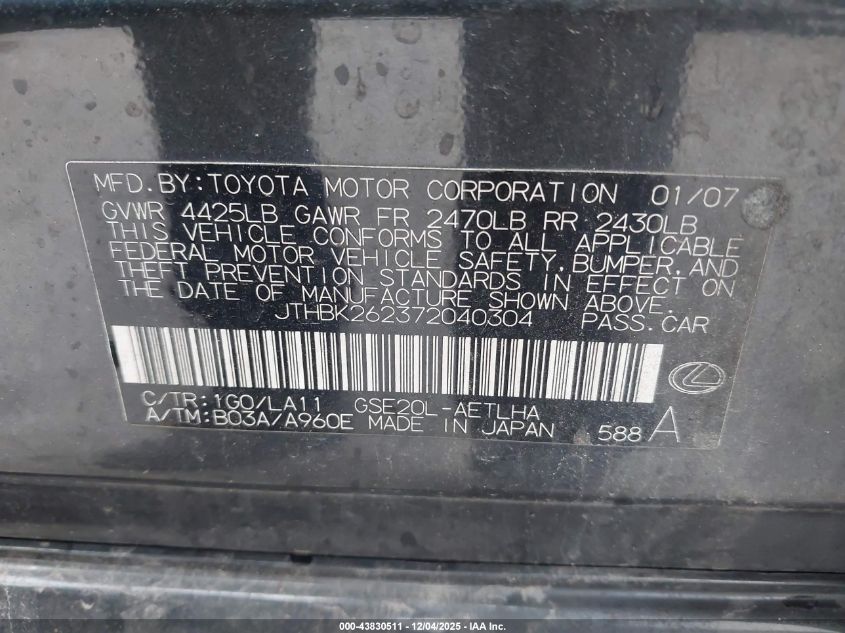 MFD.BY:TOYOTA MOTOR CORPORATION 01/07
GVWR 4425LB GAWR FR 2470LB RR 2430LB
THIS VEHICLE CONFORMS TO ALL APPLICABLE
FEDERAL MOTOR VEHICLE SAFETY,BUMPER,AND
THEFT PREVENTION STANDARDS IN EFFECT ON
THE DATE OF MANUFACTURE SHOWN ABOVE.
JTHBK262372040304 PASS.CAR
C/TR:1G0/LA11 GSE20L-AETLHA
A/TM:B03A/A960E MADE IN JAPAN 588 A
000-43830511 - 12/04/2025 - IAA Inc.